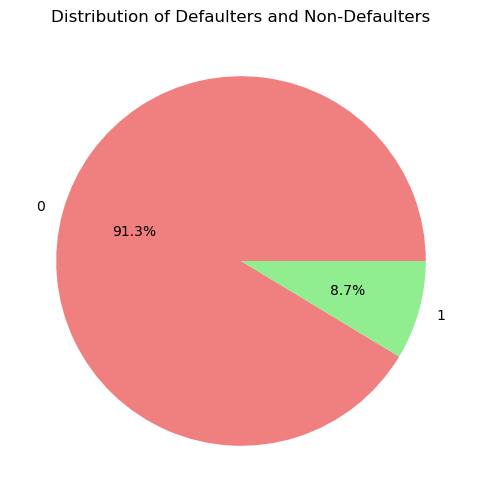 Distribution of Defaulters and Non-Defaulters
0
91.3%
8.7%
1